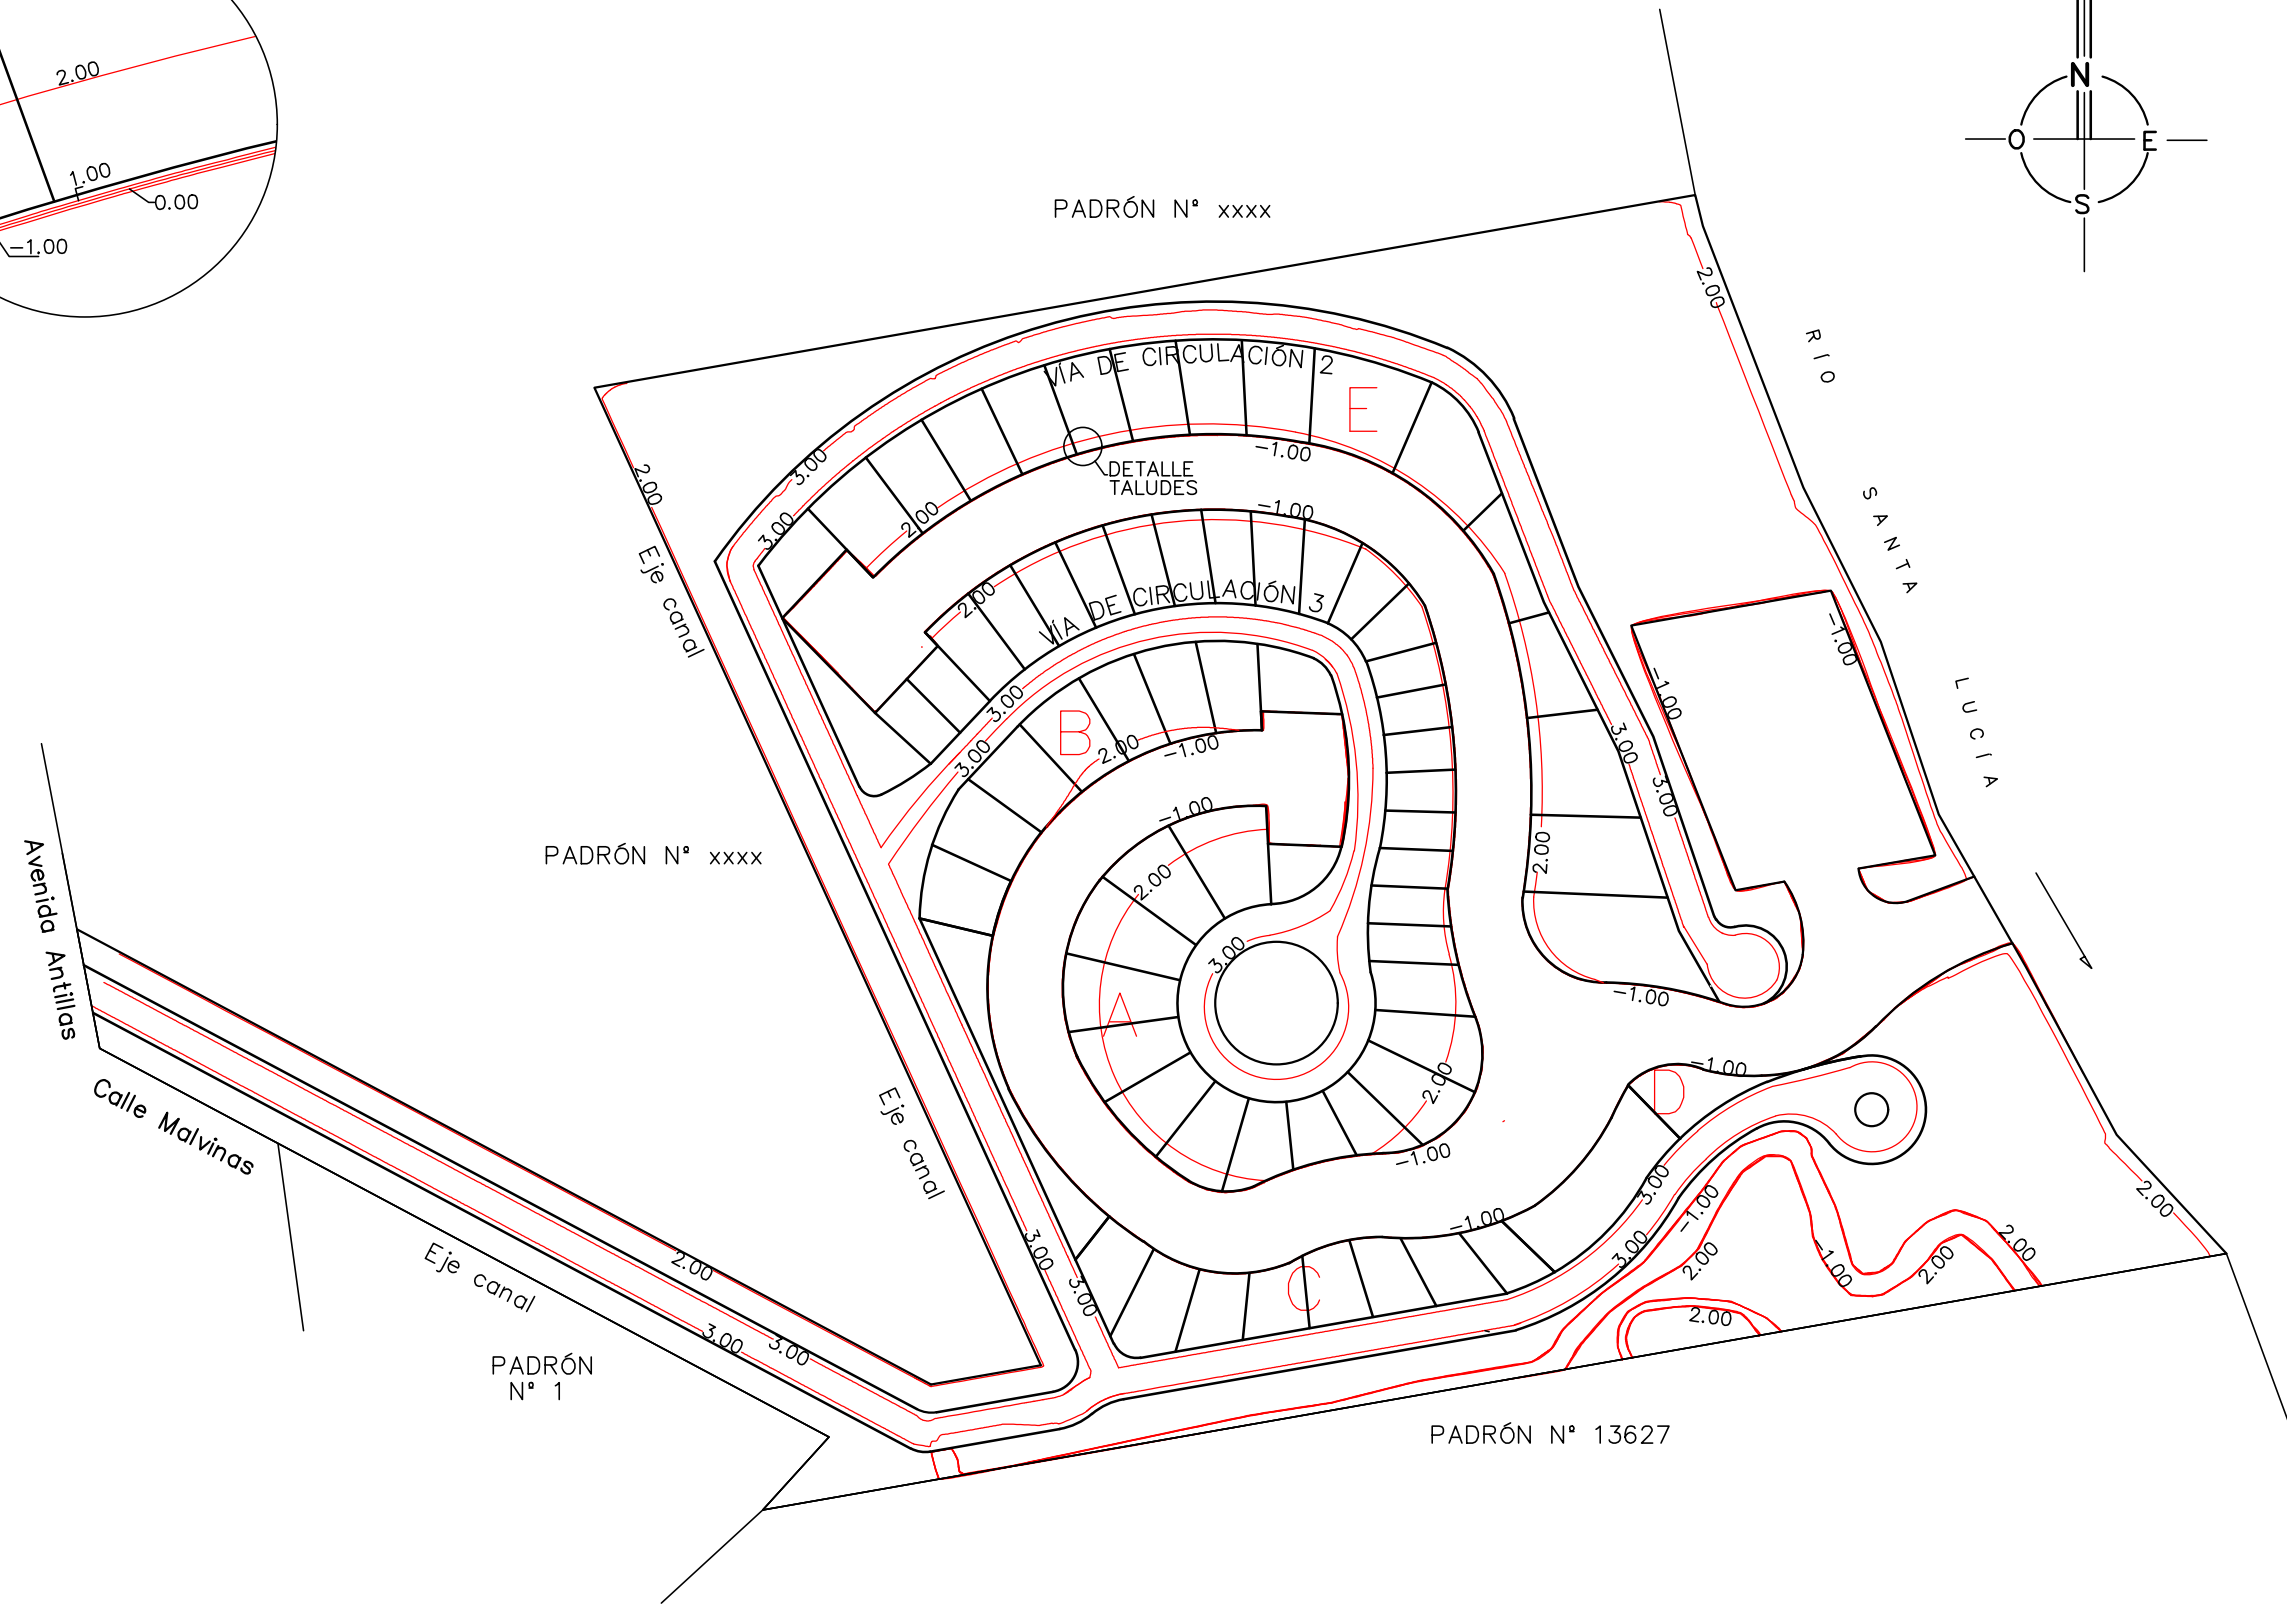 2.00
1.00
0.00
-1.00
N
O
E
S
PADRÓN Nº xxxx
2.00
RÍO
SANTA
LUCÍA
VÍA DE CIRCULACIÓN 2
E
3.00
2.00
-1.00
DETALLE
TALUDES
3.00
2.00
-1.00
Eje canal
2.00
VÍA DE CIRCULACIÓN 3
-1.00
-1.00
3.00
B
2.00
-1.00
3.00
3.00
3.00
-1.00
PADRÓN Nº xxxx
Avenida Antillas
2.00
2.00
3.00
A
-1.00
-1.00
D
2.00
Eje canal
Calle Malvinas
-1.00
3.00
-1.00
2.00
-1.00
3.00
3.00
2.00
-1.00
2.00
2.00
Eje canal
2.00
3.00
C
2.00
3.00
3.00
PADRÓN
Nº 1
PADRÓN Nº 13627